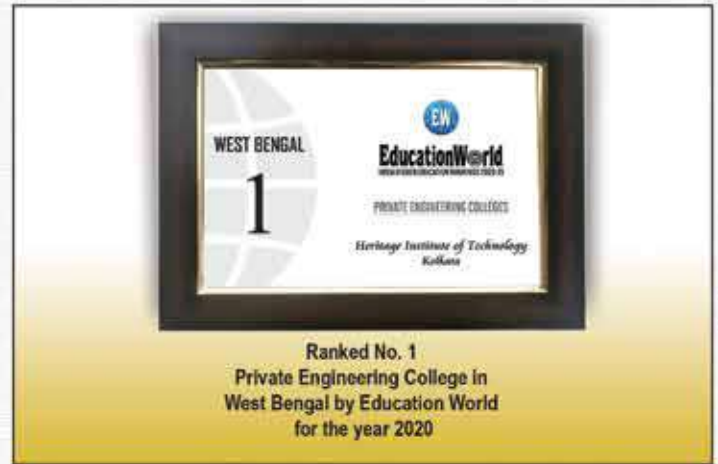 WEST BENGAL
1
EW
EducationWorld
PRIVATE ENGINEERING COLLEGES
Heritage Institute of Technology
Kolkata
Ranked No. 1
Private Engineering College in
West Bengal by Education World
for the year 2020